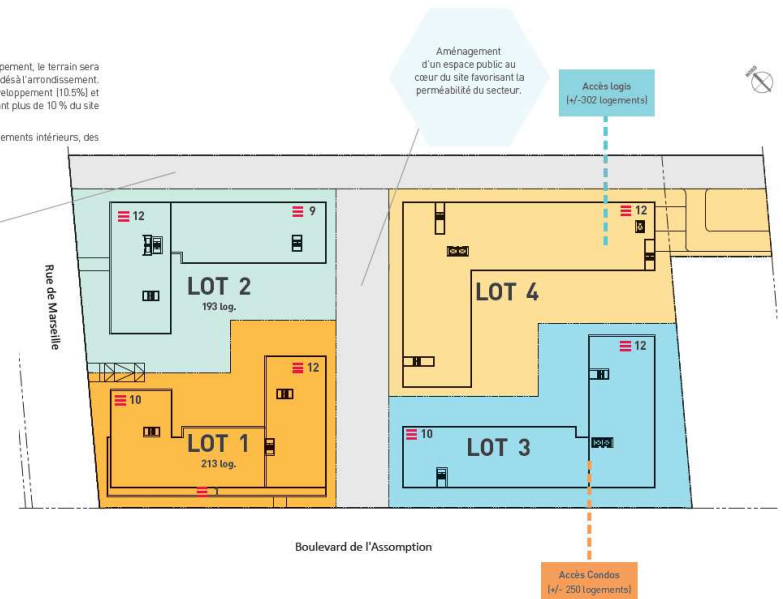 pement, le terrain sera
dés à l'arrondissement.
veloppement (10.5%) et
nt plus de 10 % du site
ements intérieurs, des
Aménagement
d'un espace public au
cœur du site favorisant la
perméabilité du secteur.
Accès logis
(+/-302 logements)
NORD
12
9
LOT 2
193 log.
12
LOT 4
Rue de Marseille
12
10
LOT 1
213 log.
12
10
LOT 3
Boulevard de l'Assomption
Accès Condos
(+/- 250 logements)